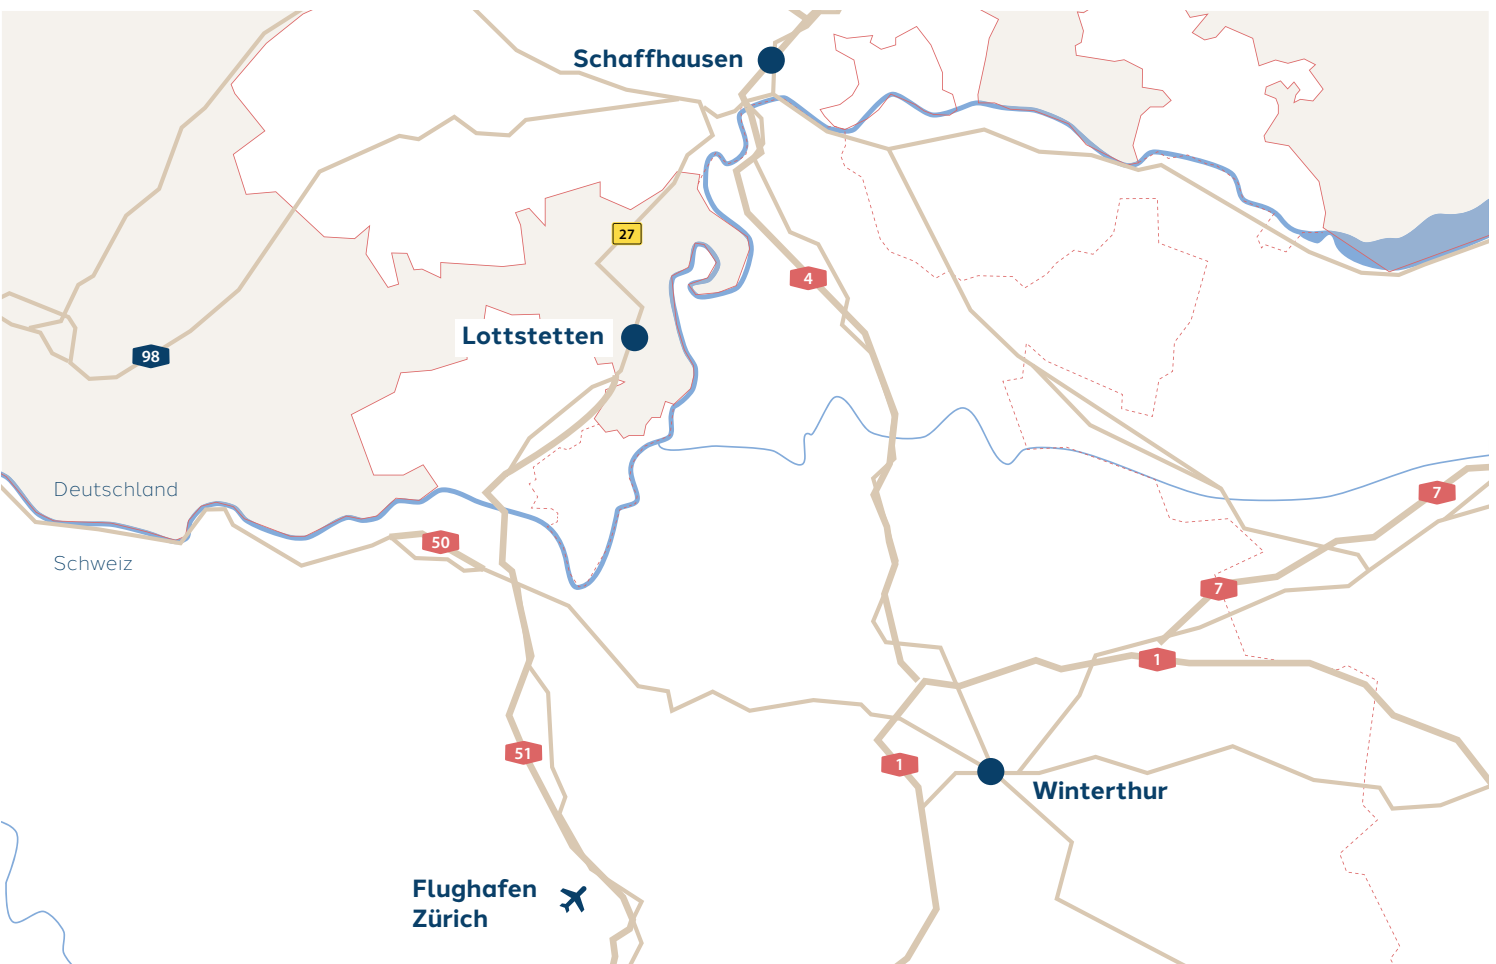 Schaffhausen
27
4
Lottstetten
98
Deutschland
7
50
Schweiz
7
1
51
1
Winterthur
Flughafen
Zürich